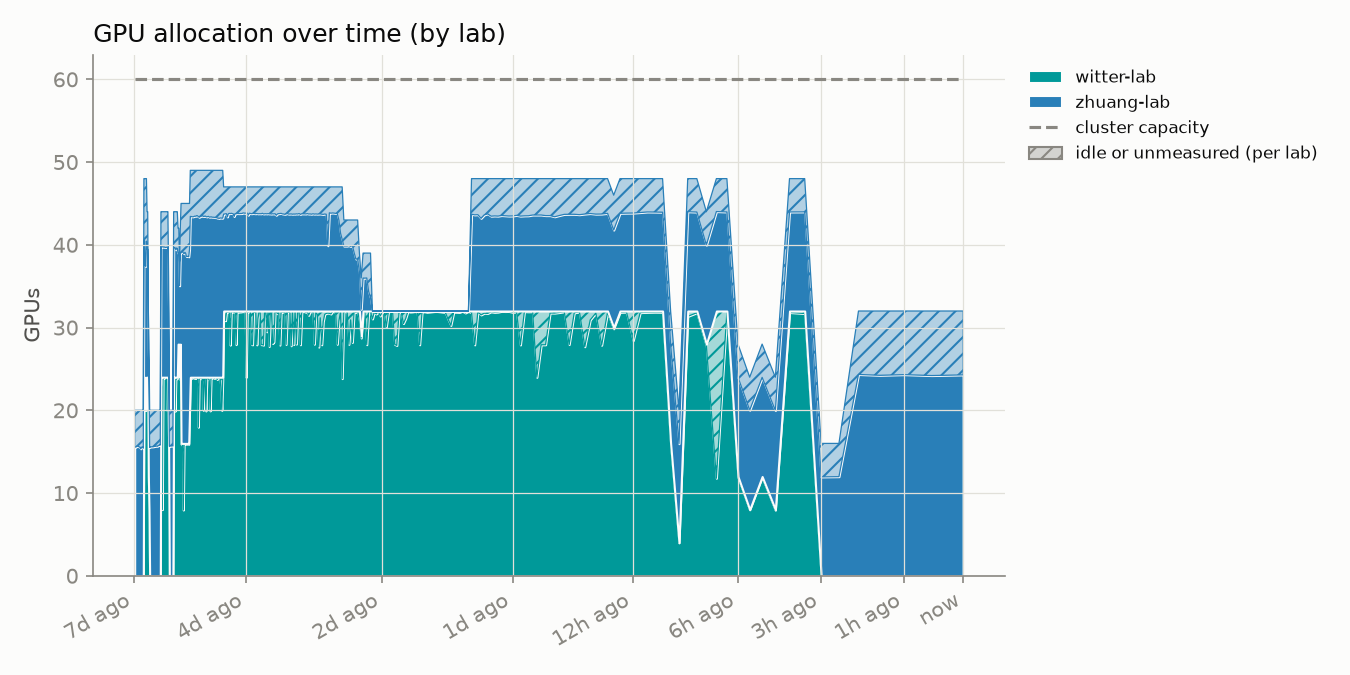 GPU allocation over time (by lab)
60
50
40
30
20
10
0
GPUs
7d ago
4d ago
2d ago
1d ago
12h ago
6h ago
3h ago
1h ago
now
witter-lab
zhuang-lab
cluster capacity
idle or unmeasured (per lab)